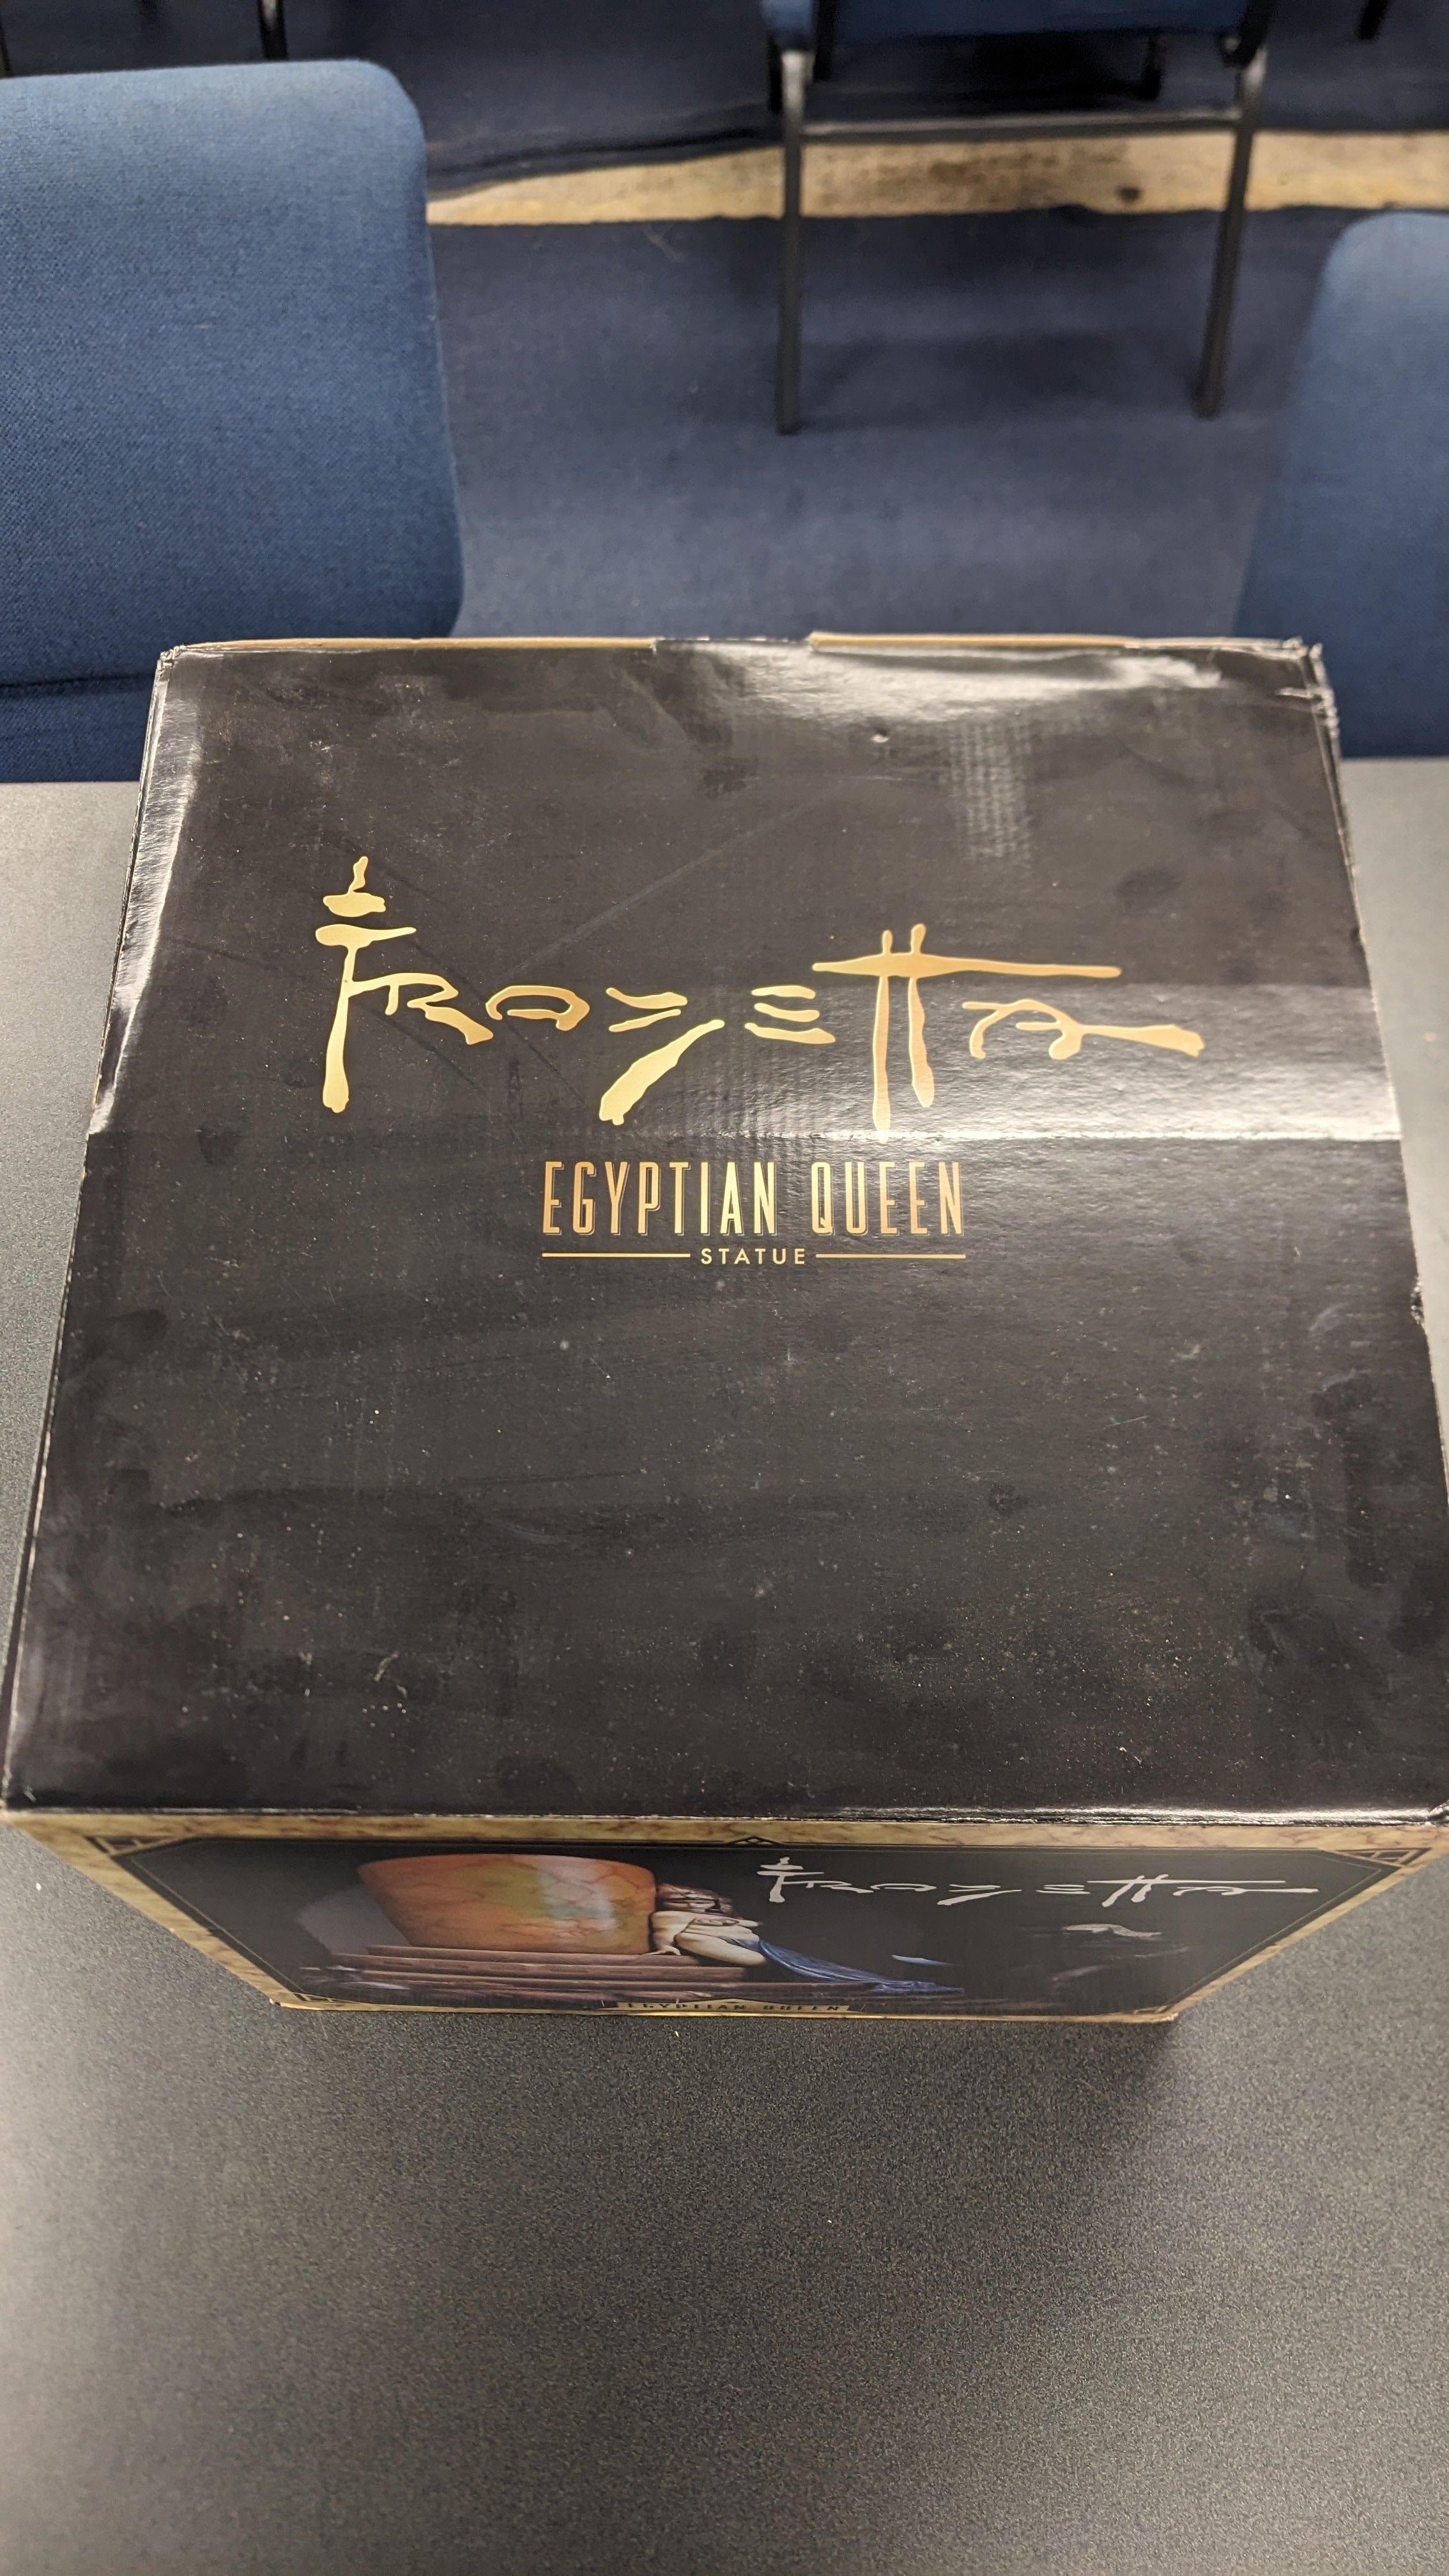 FRAZETTA
EGYPTIAN QUEEN
STATUE
FRAZETTA
EGYPTIAN QUEEN